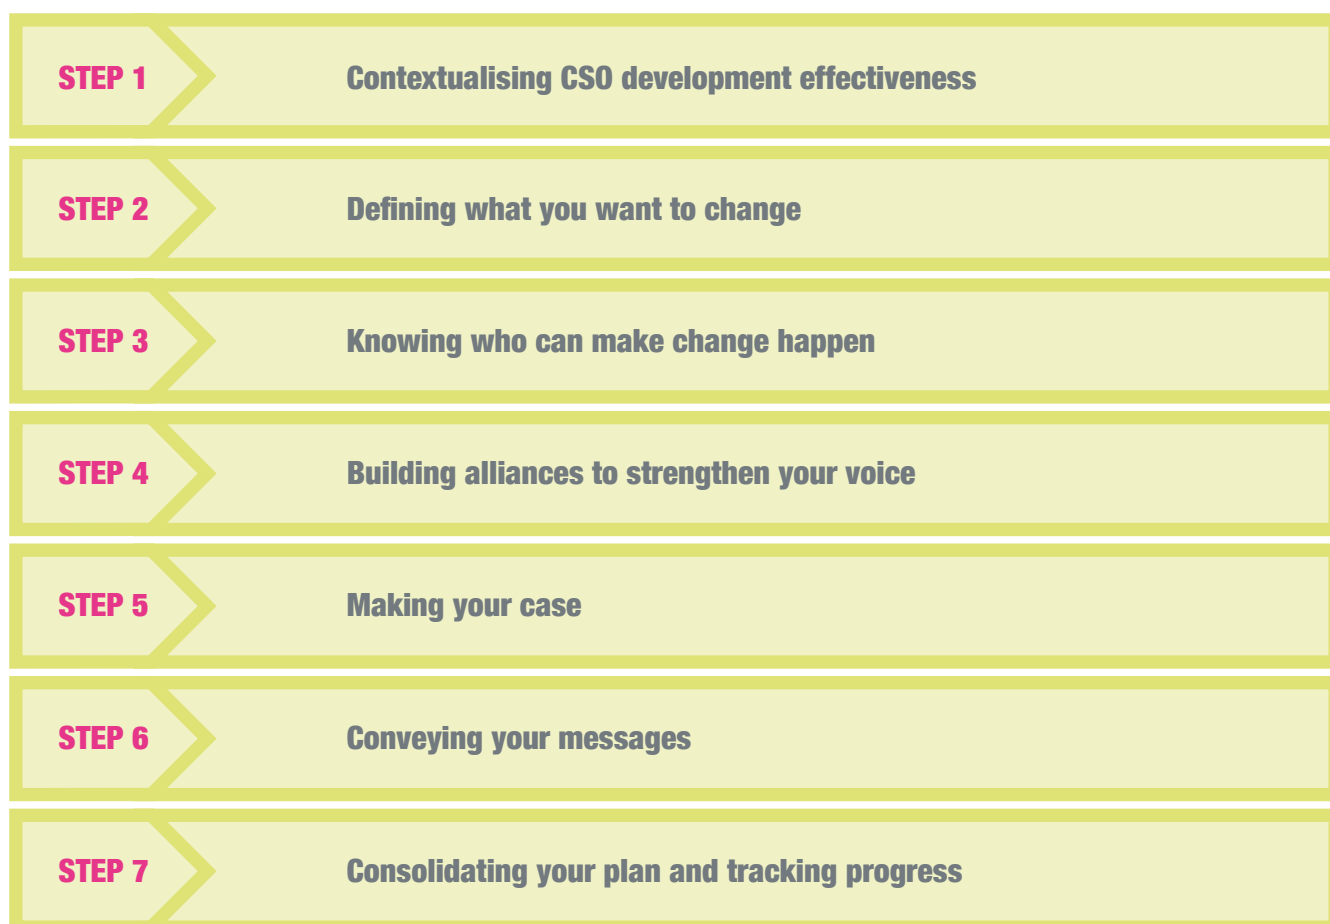 STEP 1 Contextualising CSO development effectiveness
STEP 2 Defining what you want to change
STEP 3 Knowing who can make change happen
STEP 4 Building alliances to strengthen your voice
STEP 5 Making your case
STEP 6 Conveying your messages
STEP 7 Consolidating your plan and tracking progress